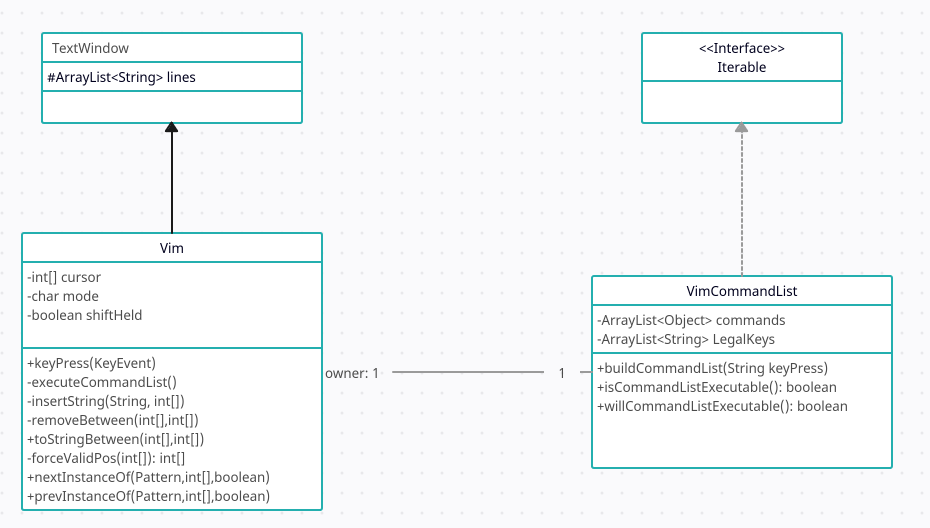 TextWindow
#ArrayList<String> lines
<<Interface>>
Iterable
Vim
-int[] cursor
-char mode
-boolean shiftHeld
+keyPress(KeyEvent)
-executeCommandList()
-insertString(String, int[])
-removeBetween(int[],int[])
+toStringBetween(int[],int[])
-forceValidPos(int[]): int[]
+nextInstanceOf(Pattern,int[],boolean)
+prevInstanceOf(Pattern,int[],boolean)
owner: 1
1
VimCommandList
-ArrayList<Object> commands
-ArrayList<String> LegalKeys
+buildCommandList(String keyPress)
+isCommandListExecutable(): boolean
+willCommandListExecutable(): boolean